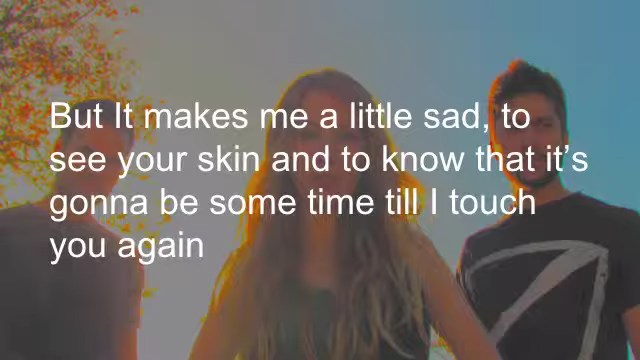 But It makes me a little sad, to
see your skin and to know that it’s
gonna be some time till I touch
you again